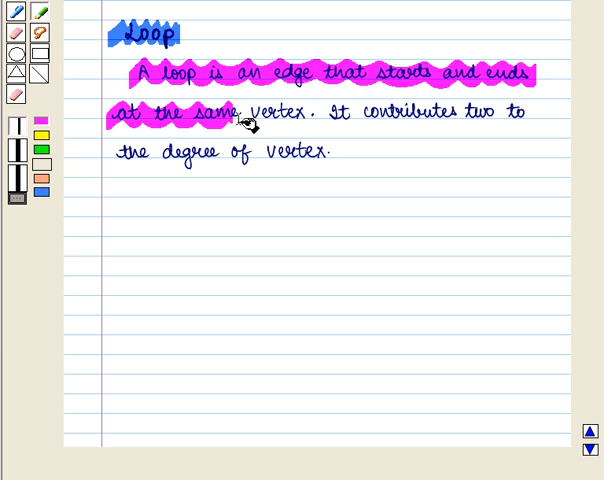 Loop
A loop is an edge that starts and ends
at the same vertex. It contributes two to
the degree of vertex.